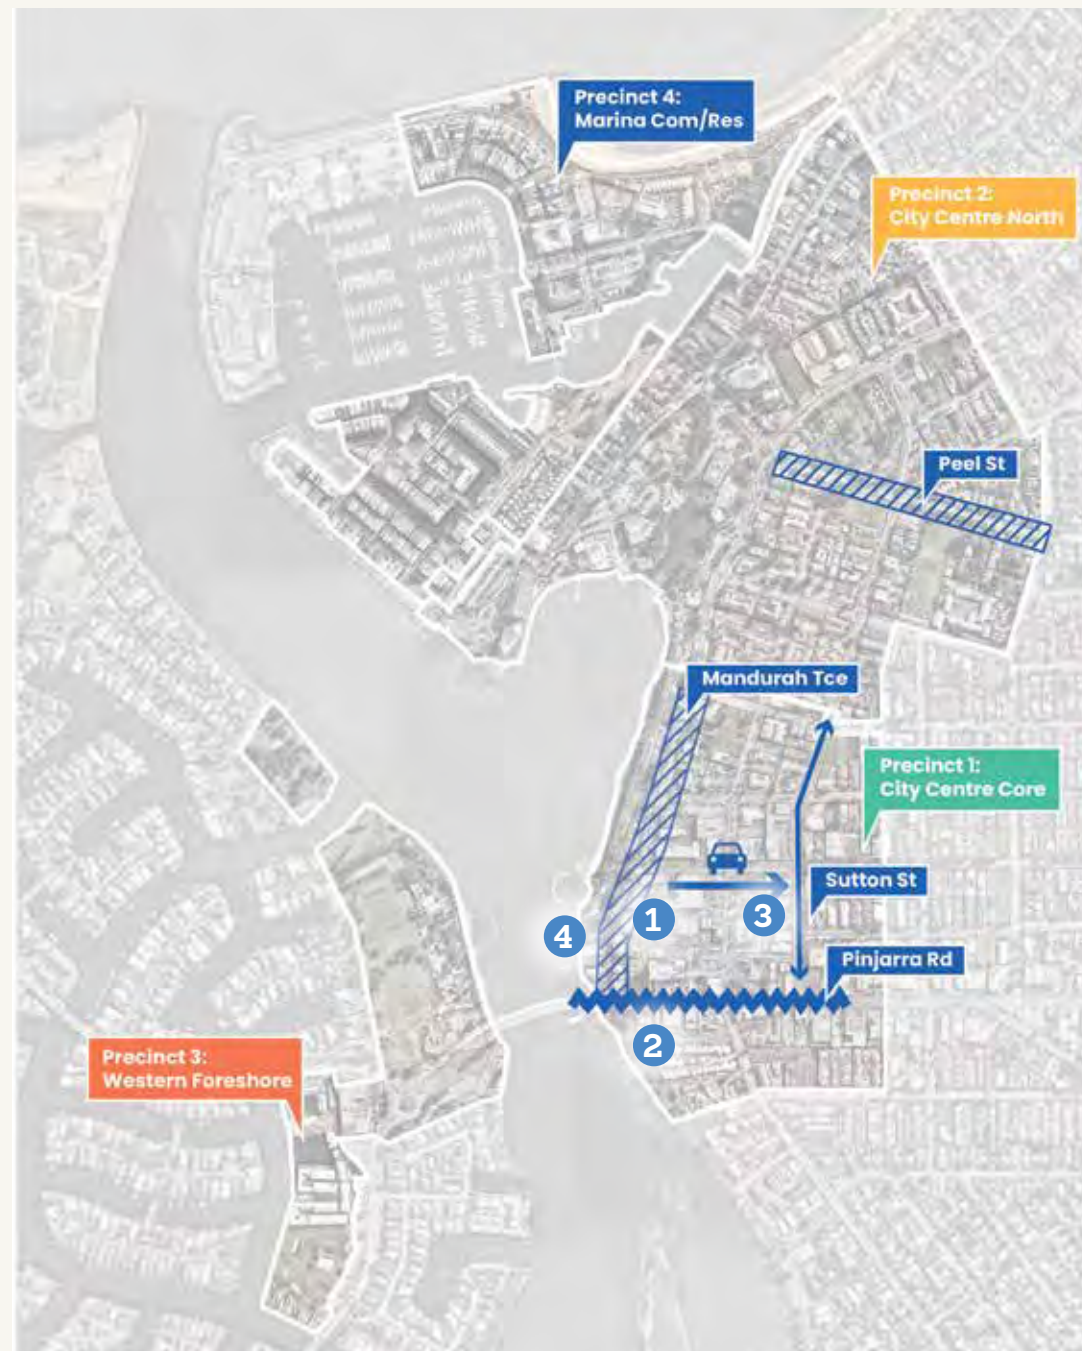 Precinct 4:
Marina Com/Res
Precinct 2:
City Centre North
Peel St
Mandurah Tce
Precinct 1:
City Centre Core
Sutton St
1
3
4
Pinjarra Rd
2
Precinct 3:
Western Foreshore